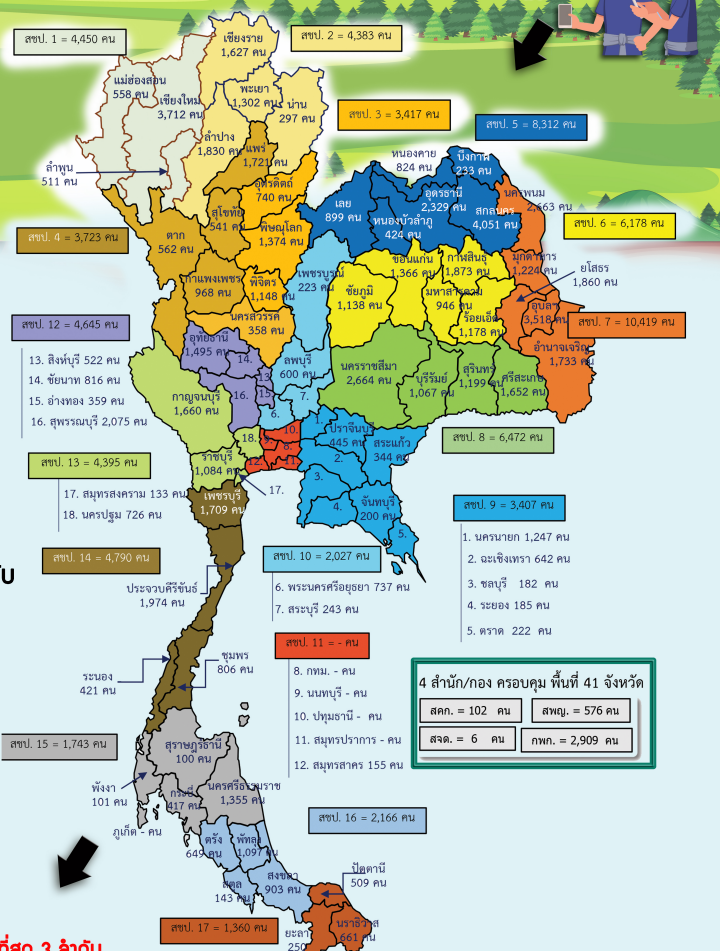 สชป. 1 = 4,450 คน
เชียงราย
1,627 คน
สชป. 2 = 4,383 คน
แม่ฮ่องสอน
558 คน
เชียงใหม่
3,712 คน
พะเยา
1,302 คน
น่าน
297 คน
ลำปาง
1,830 คน
แพร่
1,721 คน
สชป. 3 = 3,417 คน
สชป. 5 = 8,312 คน
ลำพูน
511 คน
อุตรดิตถ์
740 คน
หนองคาย
824 คน
บึงกาฬ
233 คน
เลย
899 คน
อุดรธานี
2,329 คน
หนองบัวลำภู
424 คน
สกลนคร
4,051 คน
นครพนม
2,663 คน
สชป. 4 = 3,723 คน
ตาก
562 คน
สุโขทัย
541 คน
พิษณุโลก
1,374 คน
สชป. 6 = 6,178 คน
กำแพงเพชร
968 คน
พิจิตร
1,148 คน
เพชรบูรณ์
223 คน
ชัยภูมิ
1,138 คน
ขอนแก่น
1,366 คน
กาฬสินธุ์
1,873 คน
มุกดาหาร
1,224 คน
ยโสธร
1,860 คน
มหาสารคาม
946 คน
ร้อยเอ็ด
1,178 คน
อุบลฯ
3,518 คน
สชป. 7 = 10,419 คน
อำนาจเจริญ
1,733 คน
สชป. 12 = 4,645 คน
นครสวรรค์
358 คน
อุทัยธานี
1,495 คน
13. สิงห์บุรี 522 คน
14. ชัยนาท 816 คน
15. อ่างทอง 359 คน
16. สุพรรณบุรี 2,075 คน
14.
13.
15.
16.
ลพบุรี
600 คน
6.
7.
นครราชสีมา
2,664 คน
บุรีรัมย์
1,067 คน
สุรินทร์
1,199 คน
ศรีสะเกษ
1,652 คน
กาญจนบุรี
1,660 คน
สชป. 8 = 6,472 คน
สชป. 13 = 4,395 คน
17. สมุทรสงคราม 133 คน
18. นครปฐม 726 คน
ราชบุรี
1,084 คน
18.
9.
10.
8.
12.
11.
17.
1.
ปราจีนบุรี
445 คน
สระแก้ว
344 คน
2.
3.
4.
จันทบุรี
200 คน
5.
เพชรบุรี
1,709 คน
สชป. 9 = 3,407 คน
1. นครนายก 1,247 คน
2. ฉะเชิงเทรา 642 คน
3. ชลบุรี 182 คน
4. ระยอง 185 คน
5. ตราด 222 คน
สชป. 14 = 4,790 คน
ประจวบคีรีขันธ์
1,974 คน
สชป. 10 = 2,027 คน
6. พระนครศรีอยุธยา 737 คน
7. สระบุรี 243 คน
สชป. 11 = - คน
8. กทม. - คน
9. นนทบุรี - คน
10. ปทุมธานี - คน
11. สมุทรปราการ - คน
12. สมุทรสาคร 155 คน
ชุมพร
806 คน
ระนอง
421 คน
4 สำนัก/กอง ครอบคุม พื้นที่ 41 จังหวัด
สคก. = 102 คน
สพญ. = 576 คน
สจด. = 6 คน
กพก. = 2,909 คน
สชป. 15 = 1,743 คน
สุราษฎร์ธานี
100 คน
พังงา
101 คน
กระบี่
417 คน
นครศรีธรรมราช
1,355 คน
ภูเก็ต - คน
สชป. 16 = 2,166 คน
ตรัง
649 คน
พัทลุง
1,097 คน
สตูล
143 คน
สงขลา
903 คน
ปัตตานี
509 คน
สชป. 17 = 1,360 คน
ยะลา
250
นราธิวาส
661 คน
ที่สุด 3 ลำดับ